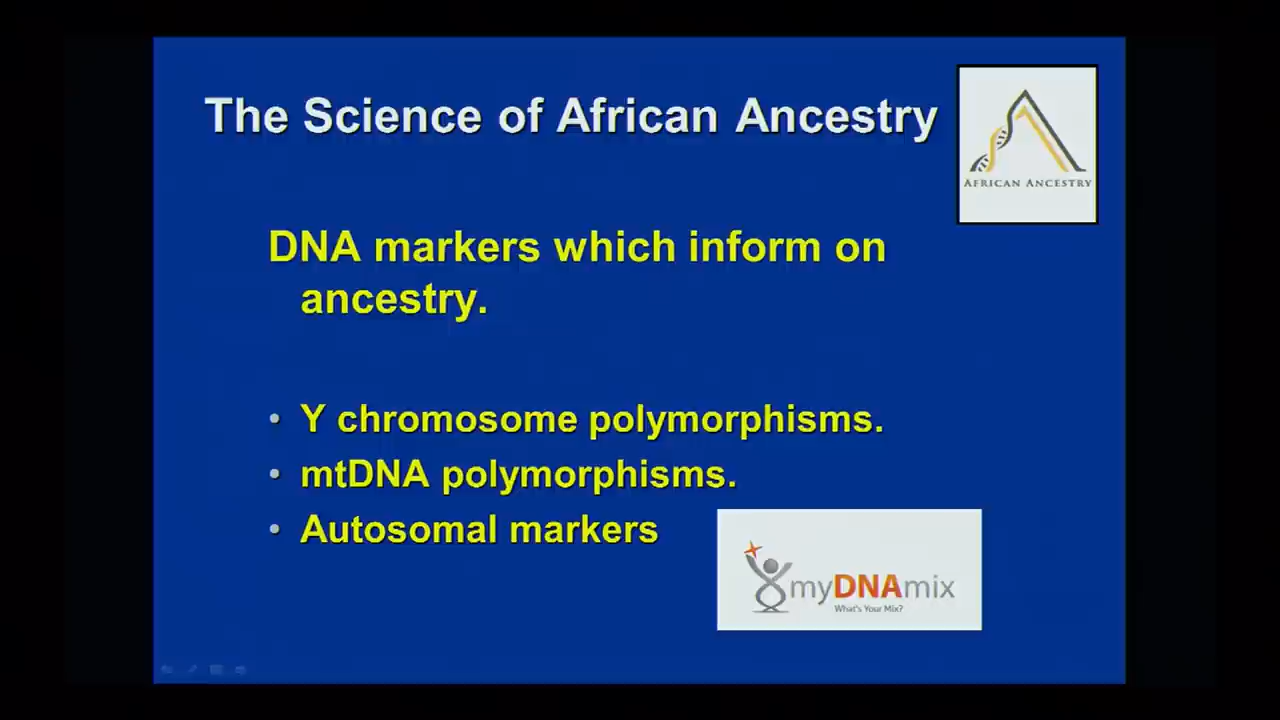 The Science of African Ancestry
AFRICAN ANCESTRY
DNA markers which inform on
ancestry.
• Y chromosome polymorphisms.
• mtDNA polymorphisms.
• Autosomal markers
myDNAmix
What's Your Mix?